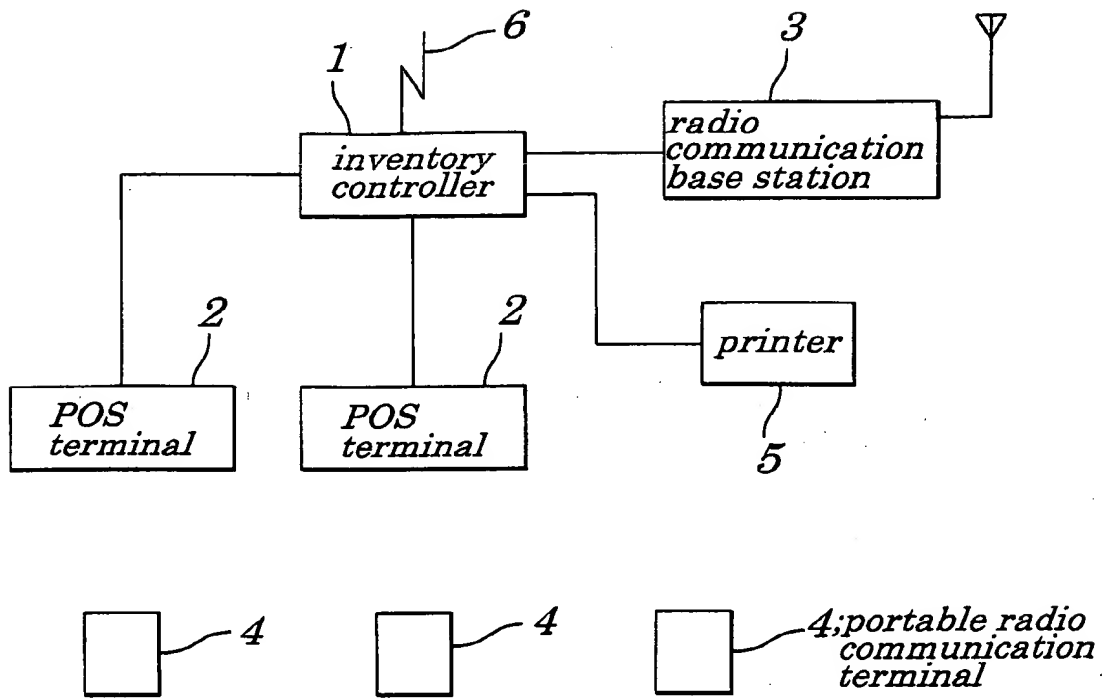 6
1
3
inventory
controller
radio
communication
base station
2
2
POS
terminal
POS
terminal
printer
5
4
4
4;portable radio
communication
terminal